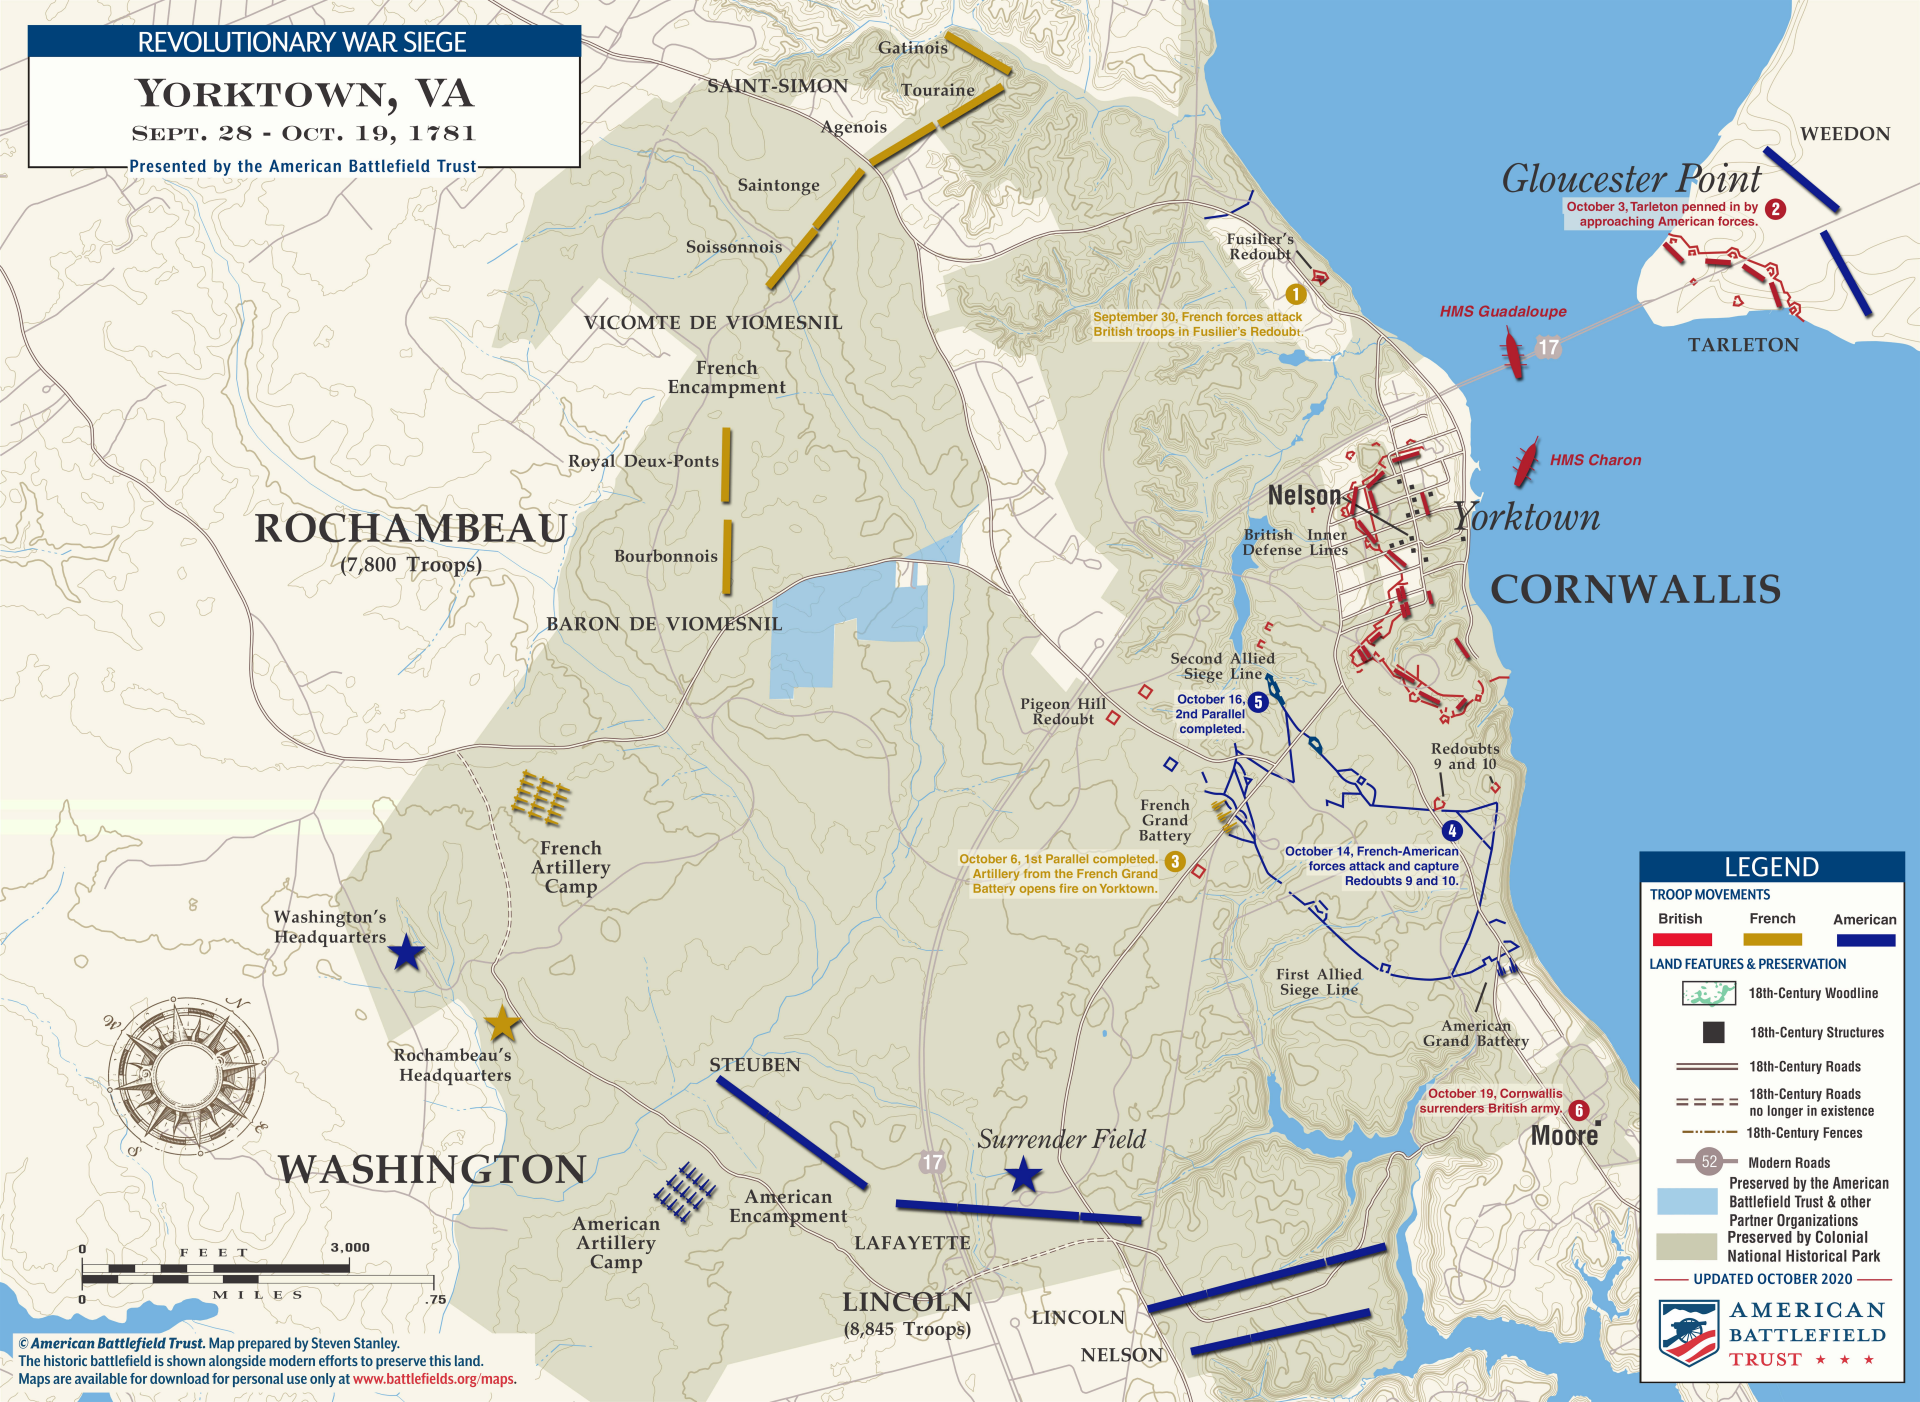 REVOLUTIONARY WAR SIEGE
YORKTOWN, VA
SEPT. 28 - OCT. 19, 1781
Presented by the American Battlefield Trust
Gatinois
SAINT-SIMON
Touraine
Agenois
Saintonge
Soissonnois
VICOMTE DE VIOMESNIL
French
Encampment
Royal Deux-Ponts
ROCHAMBEAU
(7,800 Troops)
Bourbonnois
BARON DE VIOMESNIL
WEEDON
Gloucester Point
October 3, Tarleton penned in by
approaching American forces.
2
TARLETON
Fusilier's
Redoubt
1
September 30, French forces attack
British troops in Fusilier's Redoubt.
HMS Guadaloupe
17
HMS Charon
Nelson
Yorktown
British Inner
Defense Lines
CORNWALLIS
Second Allied
Siege Line
October 16,
2nd Parallel
completed.
5
Pigeon Hill
Redoubt
Redoubts
9 and 10
French
Grand
Battery
4
October 14, French-American
forces attack and capture
Redoubts 9 and 10.
October 6, 1st Parallel completed.
Artillery from the French Grand
Battery opens fire on Yorktown.
3
French
Artillery
Camp
Washington's
Headquarters
First Allied
Siege Line
American
Grand Battery
Rochambeau's
Headquarters
STEUBEN
October 19, Cornwallis
surrenders British army.
6
Moore
Surrender Field
17
WASHINGTON
American
Encampment
American
Artillery
Camp
LAFAYETTE
LINCOLN
(8,845 Troops)
LINCOLN
NELSON
N
W
E
S
0 FEET 3,000
0 MILES .75
© American Battlefield Trust. Map prepared by Steven Stanley.
The historic battlefield is shown alongside modern efforts to preserve this land.
Maps are available for download for personal use only at www.battlefields.org/maps.
LEGEND
TROOP MOVEMENTS
British French American
LAND FEATURES & PRESERVATION
18th-Century Woodline
18th-Century Structures
18th-Century Roads
18th-Century Roads
no longer in existence
18th-Century Fences
52 Modern Roads
Preserved by the American
Battlefield Trust & other
Partner Organizations
Preserved by Colonial
National Historical Park
UPDATED OCTOBER 2020
AMERICAN
BATTLEFIELD
TRUST